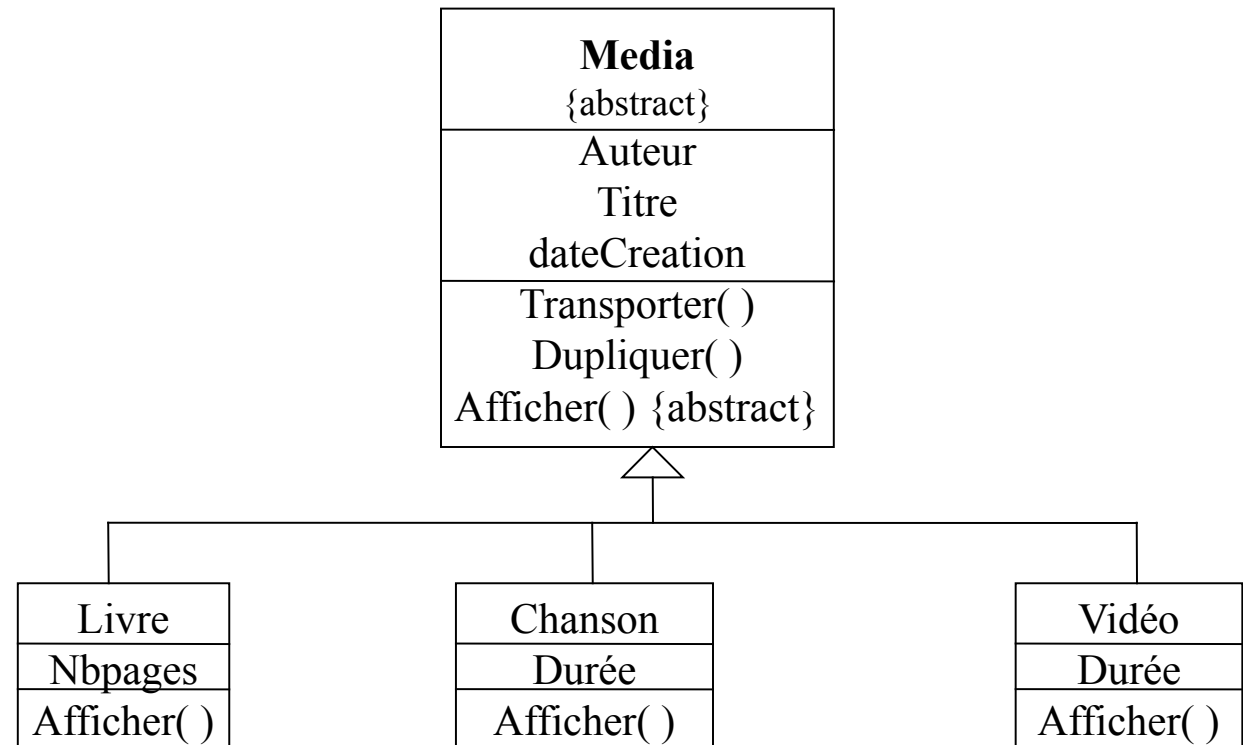 Media
{abstract}
Auteur
Titre
dateCreation
Transporter( )
Dupliquer( )
Afficher( ) {abstract}
Livre
Nbpages
Afficher( )
Chanson
Durée
Afficher( )
Vidéo
Durée
Afficher( )